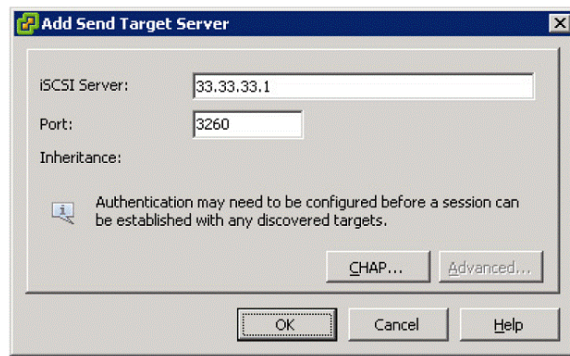 Add Send Target Server
iSCSI Server: 33.33.33.1
Port: 3260
Inheritance:
Authentication may need to be configured before a session can
be established with any discovered targets.
CHAP... Advanced...
OK Cancel Help